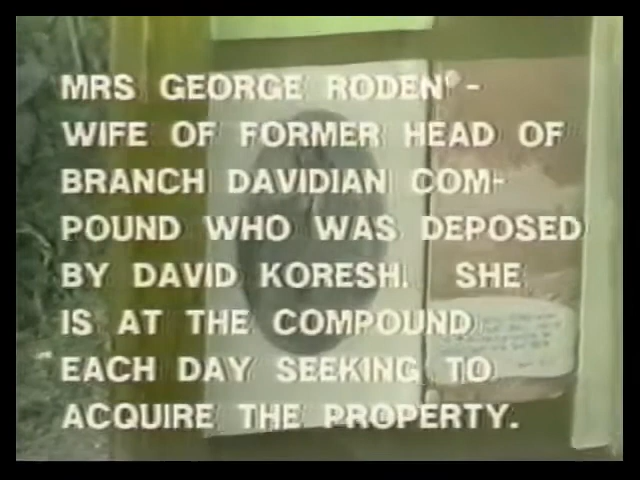 MRS GEORGE RODEN -
WIFE OF FORMER HEAD OF
BRANCH DAVIDIAN COM-
POUND WHO WAS DEPOSED
BY DAVID KORESH. SHE
IS AT THE COMPOUND
EACH DAY SEEKING TO
ACQUIRE THE PROPERTY.